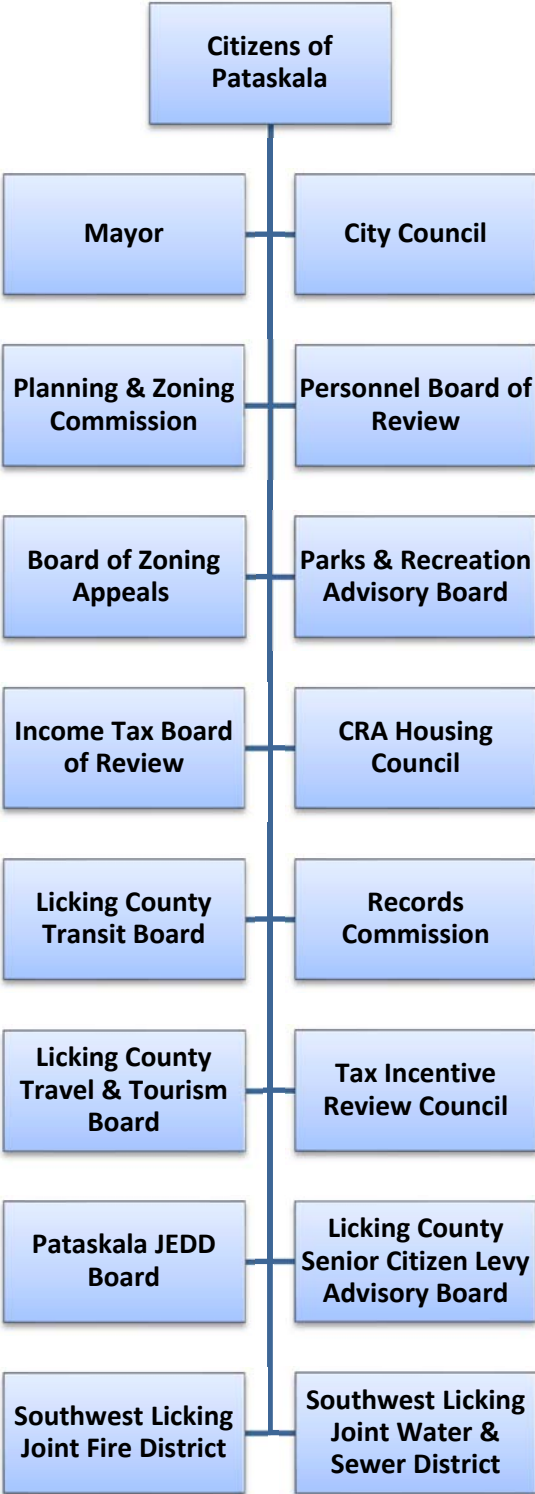 Citizens of
Pataskala
Mayor
City Council
Planning & Zoning
Commission
Personnel Board of
Review
Board of Zoning
Appeals
Parks & Recreation
Advisory Board
Income Tax Board
of Review
CRA Housing
Council
Licking County
Transit Board
Records
Commission
Licking County
Travel & Tourism
Board
Tax Incentive
Review Council
Pataskala JEDD
Board
Licking County
Senior Citizen Levy
Advisory Board
Southwest Licking
Joint Fire District
Southwest Licking
Joint Water &
Sewer District